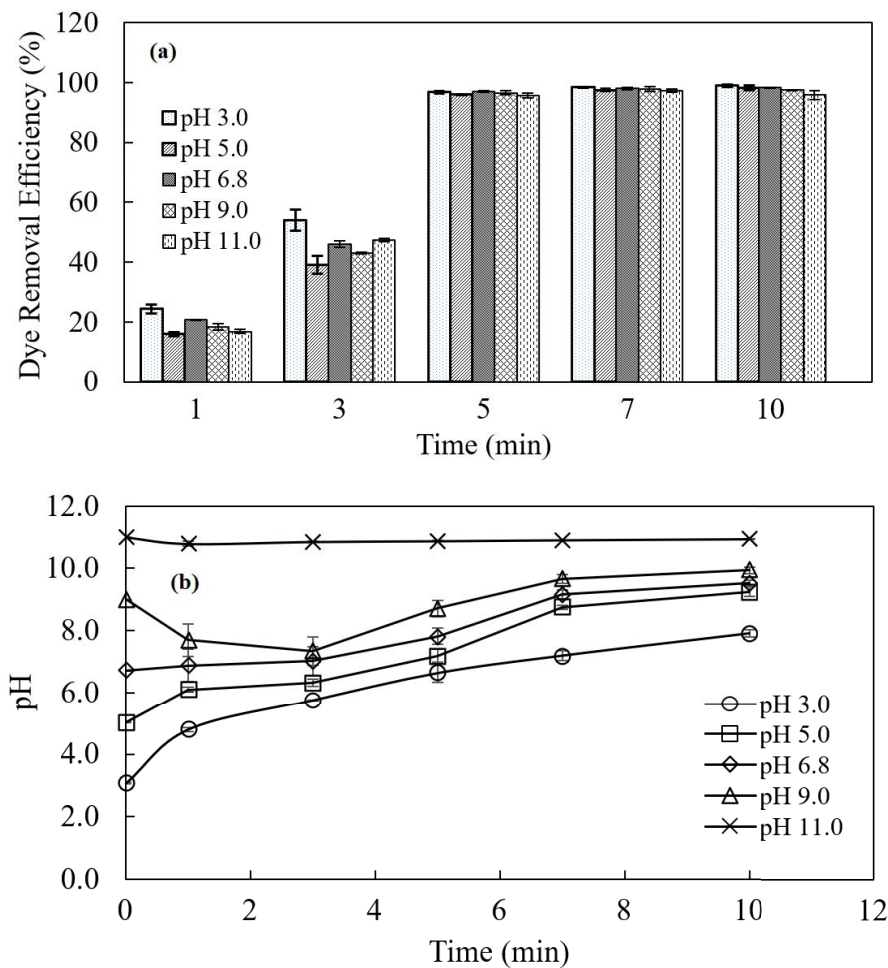 Dye Removal Efficiency (%)
120
100
80
60
40
20
0
(a)
pH 3.0
pH 5.0
pH 6.8
pH 9.0
pH 11.0
1 3 5 7 10
Time (min)
pH
12.0
10.0
8.0
6.0
4.0
2.0
0.0
(b)
pH 3.0
pH 5.0
pH 6.8
pH 9.0
pH 11.0
0 2 4 6 8 10 12
Time (min)